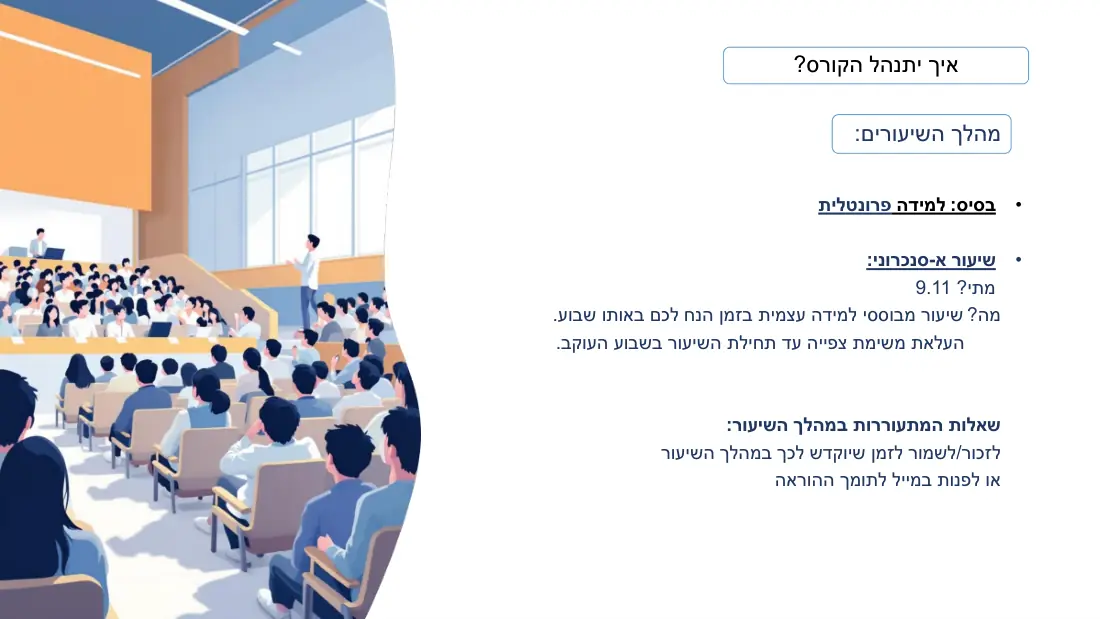 איך יתנהל הקורס?
מהלך השיעורים:
• בסיס: למידה פרונטלית
• שיעור א-סנכרוני:
מתי? 9.11
מה? שיעור מבוססי למידה עצמית בזמן הנח לכם באותו שבוע.
העלאת משימת צפייה עד תחילת השיעור בשבוע העוקב.
שאלות המתעוררות במהלך השיעור:
לזכור/לשמור לזמן שיוקדש לכך במהלך השיעור
או לפנות במייל לתומך ההוראה